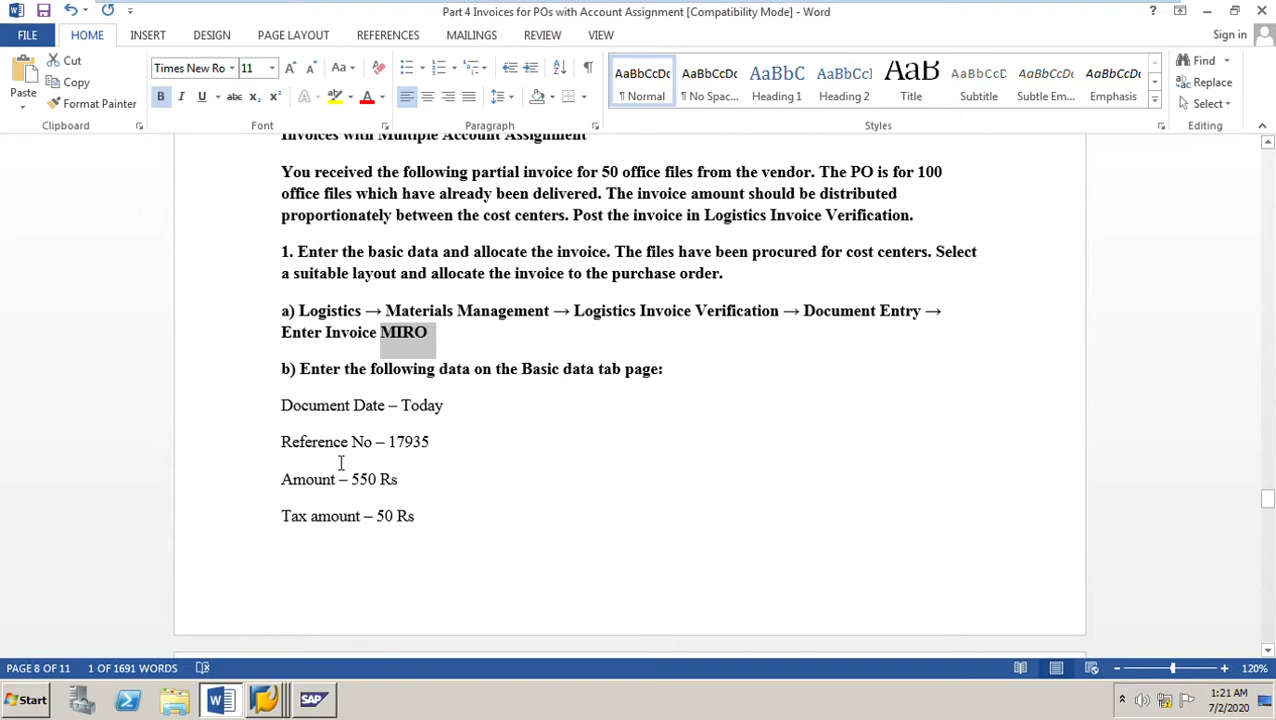 Part 4 Invoices for POs with Account Assignment [Compatibility Mode] - Word
FILE HOME INSERT DESIGN PAGE LAYOUT REFERENCES MAILINGS REVIEW VIEW Sign in
Paste Cut Copy Format Painter
Clipboard
Times New Ro 11
Font
Paragraph
AaBbCcDc AaBbCcDc AaBbC AaBbCc AaB AaBbCcD AaBbCcDc AaBbCcDc
¶ Normal ¶ No Spac... Heading 1 Heading 2 Title Subtitle Subtle Em... Emphasis
Styles
Find
Replace
Select
Editing
Invoices with Multiple Account Assignment
You received the following partial invoice for 50 office files from the vendor. The PO is for 100
office files which have already been delivered. The invoice amount should be distributed
proportionately between the cost centers. Post the invoice in Logistics Invoice Verification.
1. Enter the basic data and allocate the invoice. The files have been procured for cost centers. Select
a suitable layout and allocate the invoice to the purchase order.
a) Logistics → Materials Management → Logistics Invoice Verification → Document Entry →
Enter Invoice MIRO
b) Enter the following data on the Basic data tab page:
Document Date – Today
Reference No – 17935
Amount – 550 Rs
Tax amount – 50 Rs
PAGE 8 OF 11 1 OF 1691 WORDS 120%
Start SAP 1:21 AM
7/2/2020